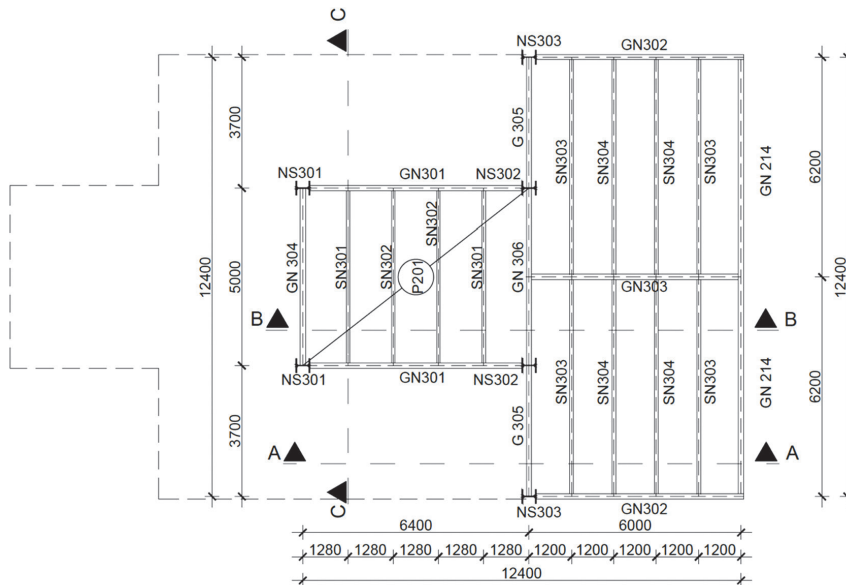 C
NS303
GN302
3700
G 305
SN303
SN304
SN304
SN303
GN 214
6200
NS301
GN301
NS302
12400
5000
GN 304
SN301
SN302
SN302
SN301
P201
GN 306
GN303
12400
B
B
NS301
GN301
NS302
3700
G 305
SN303
SN304
SN304
SN303
GN 214
6200
A
A
C
NS303
GN302
6400
6000
1280
1280
1280
1280
1280
1200
1200
1200
1200
1200
12400